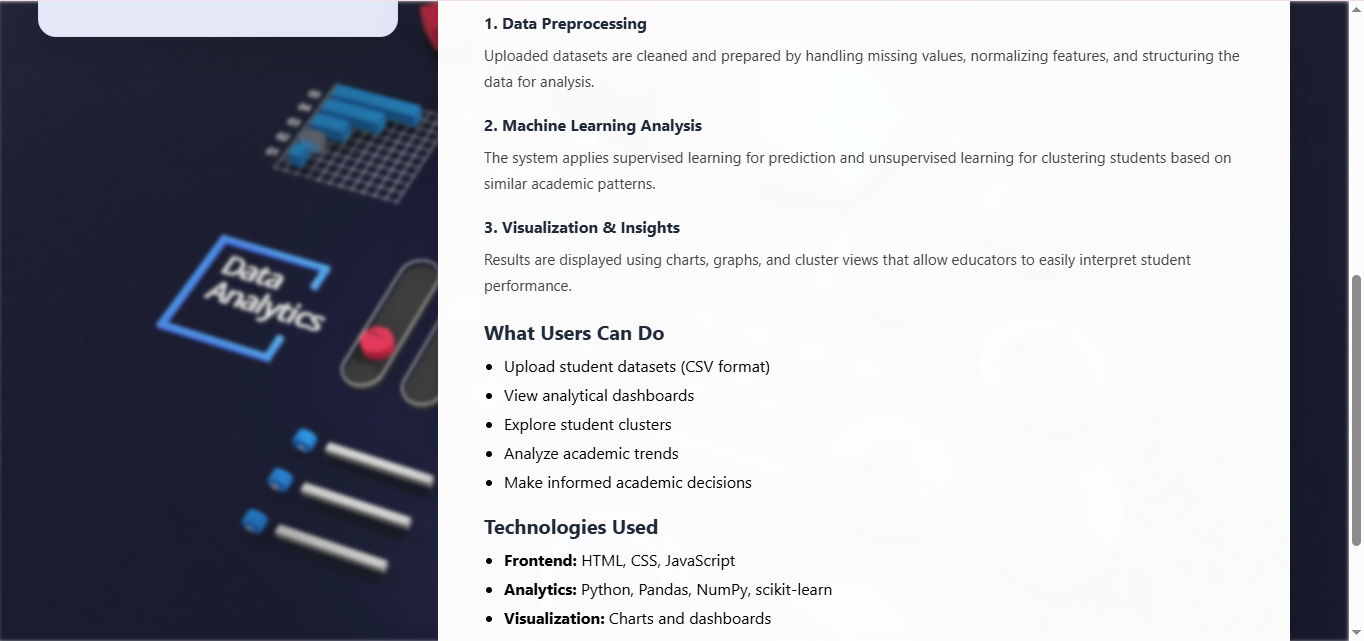 1. Data Preprocessing
Uploaded datasets are cleaned and prepared by handling missing values, normalizing features, and structuring the
data for analysis.
2. Machine Learning Analysis
The system applies supervised learning for prediction and unsupervised learning for clustering students based on
similar academic patterns.
3. Visualization & Insights
Results are displayed using charts, graphs, and cluster views that allow educators to easily interpret student
performance.
What Users Can Do
• Upload student datasets (CSV format)
• View analytical dashboards
• Explore student clusters
• Analyze academic trends
• Make informed academic decisions
Technologies Used
• Frontend: HTML, CSS, JavaScript
• Analytics: Python, Pandas, NumPy, scikit-learn
• Visualization: Charts and dashboards
Data
Analytics